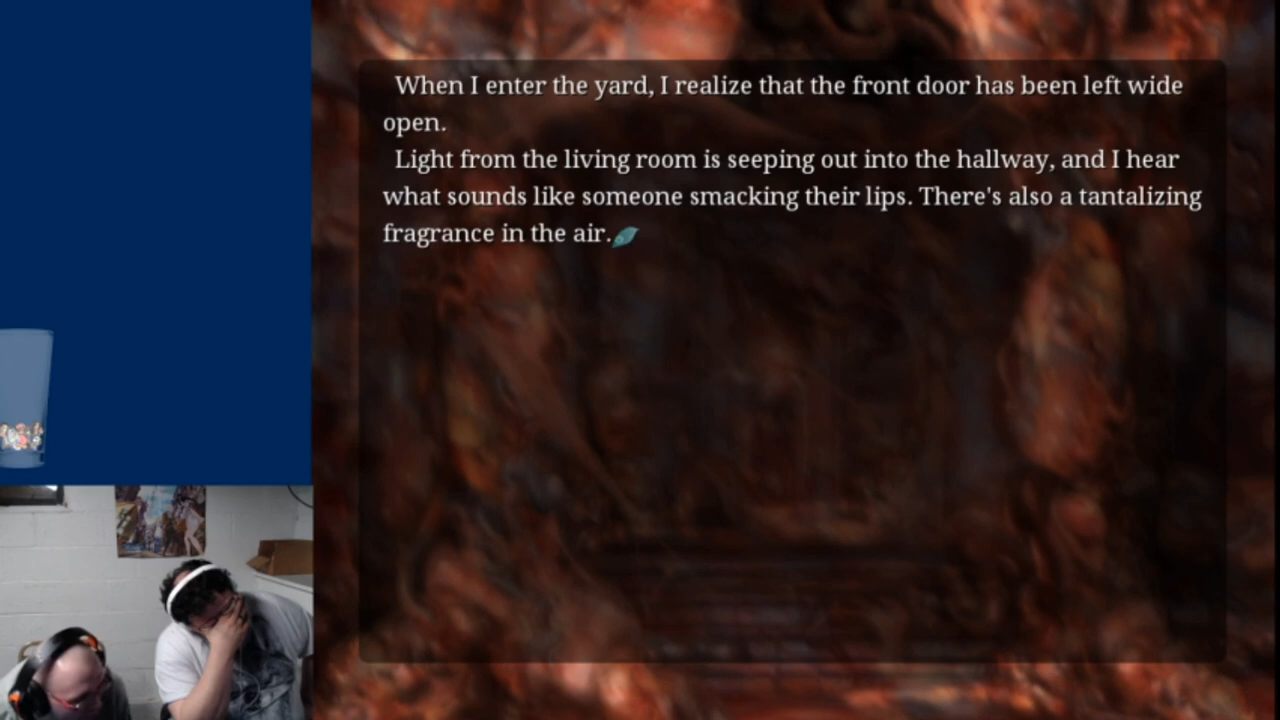 When I enter the yard, I realize that the front door has been left wide
open.
Light from the living room is seeping out into the hallway, and I hear
what sounds like someone smacking their lips. There's also a tantalizing
fragrance in the air.